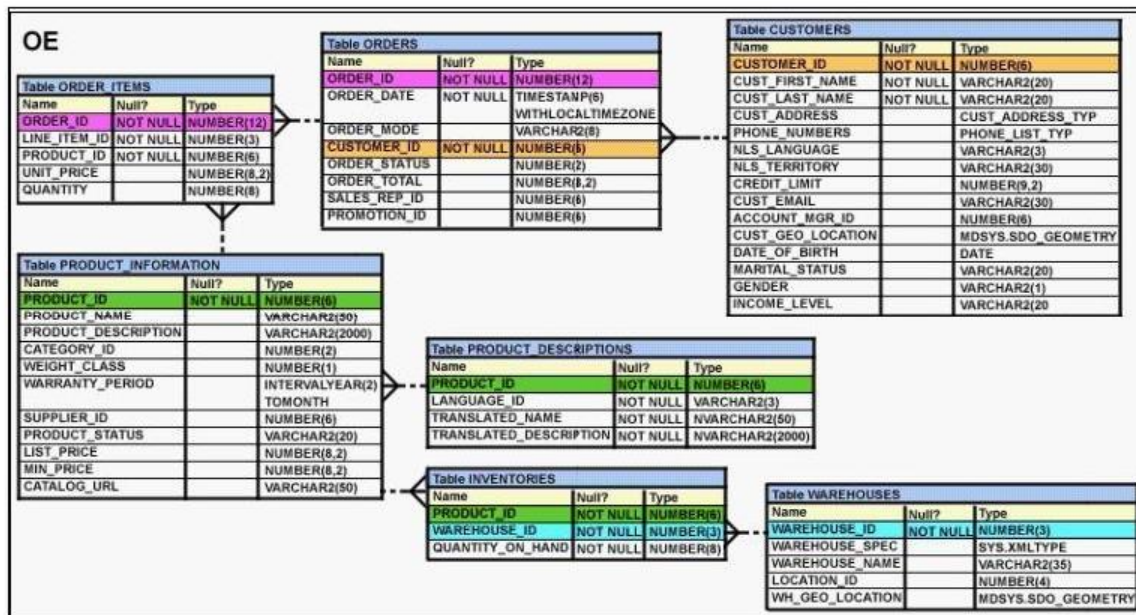 OE
Table ORDER_ITEMS
Name Null? Type
ORDER_ID NOT NULL NUMBER(12)
LINE_ITEM_ID NOT NULL NUMBER(3)
PRODUCT_ID NOT NULL NUMBER(6)
UNIT_PRICE NUMBER(8,2)
QUANTITY NUMBER(8)
Table ORDERS
Name Null? Type
ORDER_ID NOT NULL NUMBER(12)
ORDER_DATE NOT NULL TIMESTANP(6)
WITHLOCALTIMEZONE
ORDER_MODE VARCHAR2(8)
CUSTOMER_ID NOT NULL
ORDER_STATUS NUMBER(2)
ORDER_TOTAL
SALES_REP_ID NUMBER(6)
PROMOTION_ID NUMBER(6)
Table CUSTOMERS
Name Null? Type
CUSTOMER_ID NOT NULL NUMBER(6)
CUST_FIRST_NAME NOT NULL VARCHAR2(20)
CUST_LAST_NAME NOT NULL VARCHAR2(20)
CUST_ADDRESS CUST_ADDRESS_TYP
PHONE_NUMBERS PHONE_LIST_TYP
NLS_LANGUAGE VARCHAR2(3)
NLS_TERRITORY VARCHAR2(30)
CREDIT_LIMIT NUMBER(9,2)
CUST_EMAIL VARCHAR2(30)
ACCOUNT_MGR_ID NUMBER(6)
CUST_GEO_LOCATION MDSYS.SDO_GEOMETRY
DATE_OF_BIRTH DATE
MARITAL_STATUS VARCHAR2(20)
GENDER VARCHAR2(1)
INCOME_LEVEL VARCHAR2(20
Table PRODUCT_INFORMATION
Name Null? Type
PRODUCT_ID NOT NULL NUMBER(6)
PRODUCT_NAME VARCHAR2(50)
PRODUCT_DESCRIPTION VARCHAR2(2000)
CATEGORY_ID NUMBER(2)
WEIGHT_CLASS NUMBER(1)
WARRANTY_PERIOD INTERVALYEAR(2)
TOMONTH
SUPPLIER_ID NUMBER(6)
PRODUCT_STATUS VARCHAR2(20)
LIST_PRICE NUMBER(8,2)
MIN_PRICE NUMBER(8,2)
CATALOG_URL VARCHAR2(50)
Table PRODUCT_DESCRIPTIONS
Name Null? Type
PRODUCT_ID NOT NULL NUMBER(6)
LANGUAGE_ID NOT NULL VARCHAR2(3)
TRANSLATED_NAME NOT NULL NVARCHAR2(50)
TRANSLATED_DESCRIPTION NOT NULL NVARCHAR2(2000)
Table INVENTORIES
Name Null? Type
PRODUCT_ID NOT NULL NUMBER(6)
WAREHOUSE_ID NOT NULL NUMBER(3)
QUANTITY_ON_HAND NOT NULL NUMBER(8)
Table WAREHOUSES
Name Null? Type
WAREHOUSE_ID NOT NULL NUMBER(3)
WAREHOUSE_SPEC SYS.XMLTYPE
WAREHOUSE_NAME VARCHAR2(35)
LOCATION_ID NUMBER(4)
WH_GEO_LOCATION MDSYS.SDO_GEOMETRY